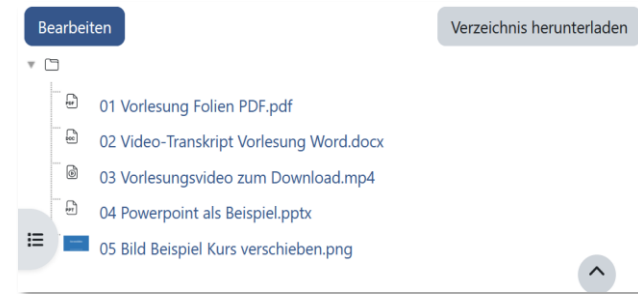 Bearbeiten
Verzeichnis herunterladen
01 Vorlesung Folien PDF.pdf
02 Video-Transkript Vorlesung Word.docx
03 Vorlesungsvideo zum Download.mp4
04 Powerpoint als Beispiel.pptx
05 Bild Beispiel Kurs verschieben.png